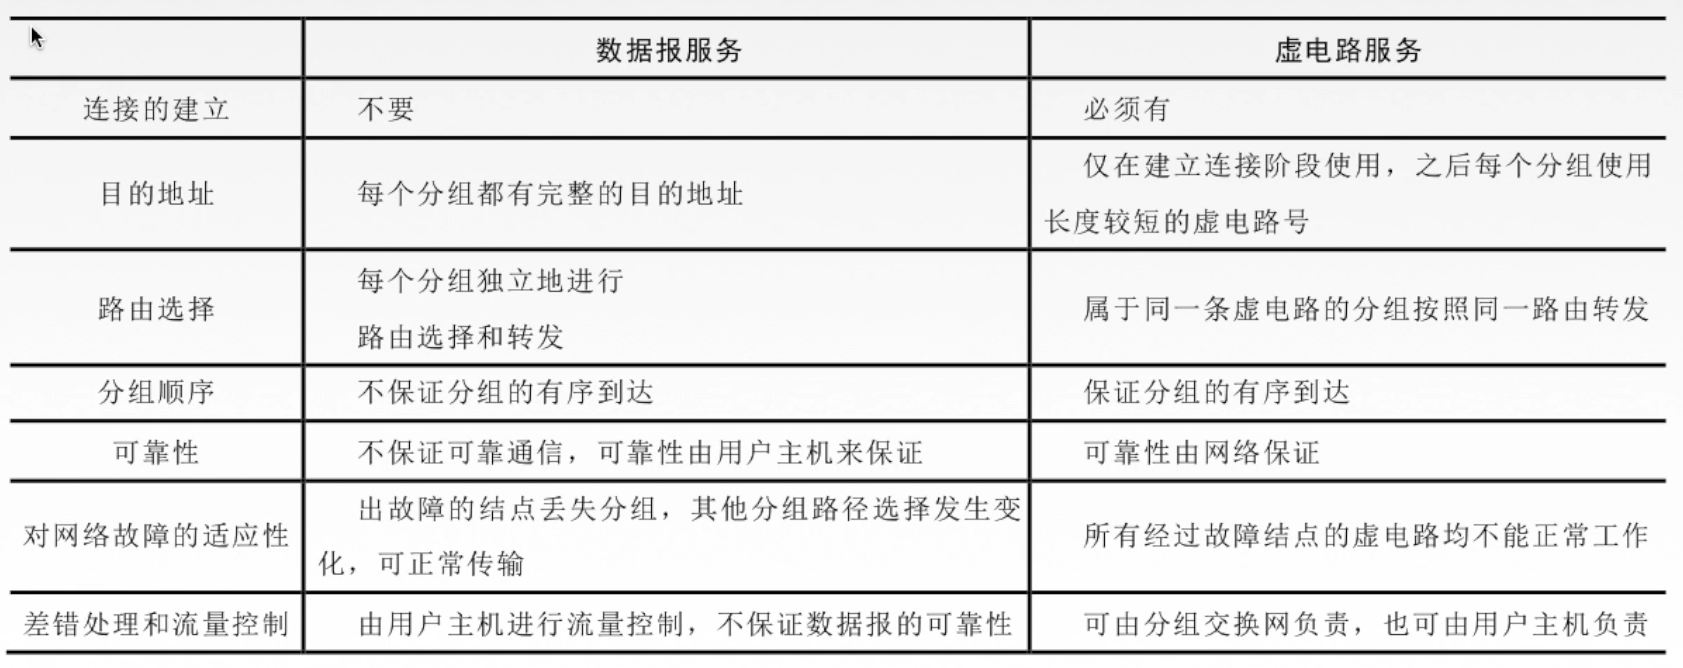 数据报服务 虚电路服务
连接的建立 不要 必须有
目的地址 每个分组都有完整的目的地址 仅在建立连接阶段使用，之后每个分组使用
长度较短的虚电路号
路由选择 每个分组独立地进行
路由选择和转发 属于同一条虚电路的分组按照同一路由转发
分组顺序 不保证分组的有序到达 保证分组的有序到达
可靠性 不保证可靠通信，可靠性由用户主机来保证 可靠性由网络保证
对网络故障的适应性 出故障的结点丢失分组，其他分组路径选择发生变
化，可正常传输 所有经过故障结点的虚电路均不能正常工作
差错处理和流量控制 由用户主机进行流量控制，不保证数据报的可靠性 可由分组交换网负责，也可由用户主机负责